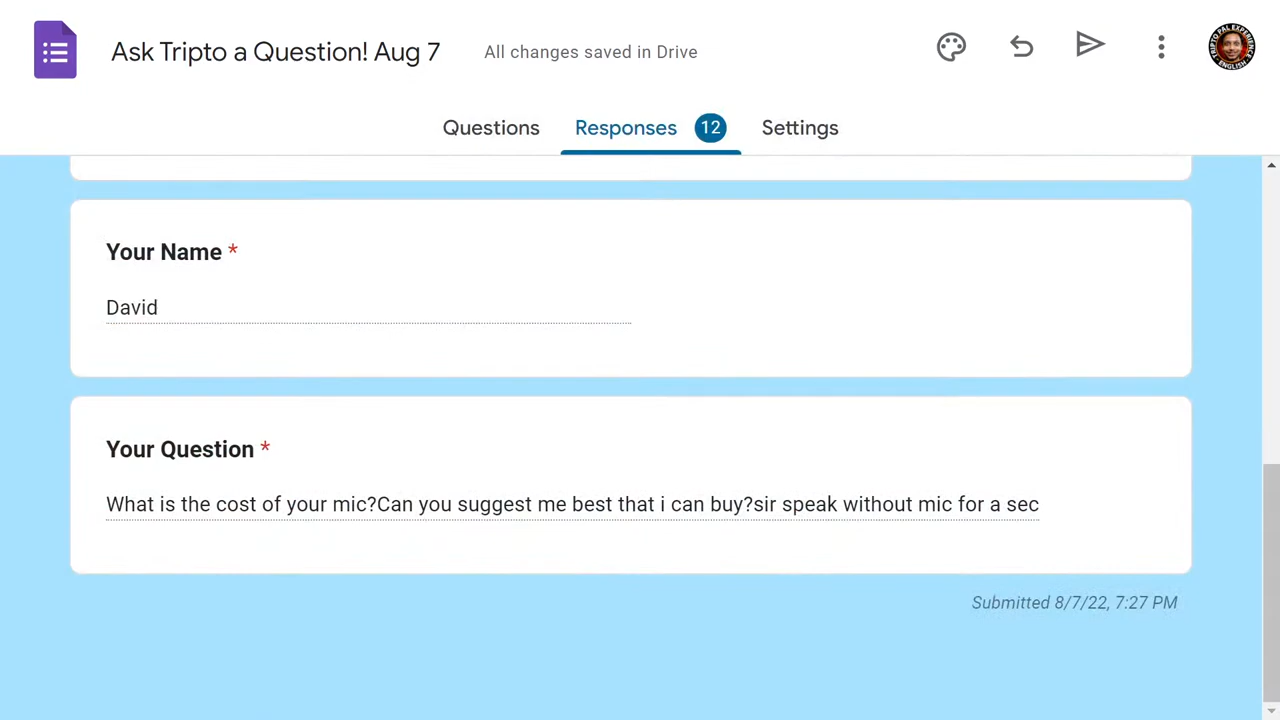 Ask Tripto a Question! Aug 7
All changes saved in Drive
Questions
Responses 12
Settings
Your Name *
David
Your Question *
What is the cost of your mic?Can you suggest me best that i can buy?sir speak without mic for a sec
Submitted 8/7/22, 7:27 PM